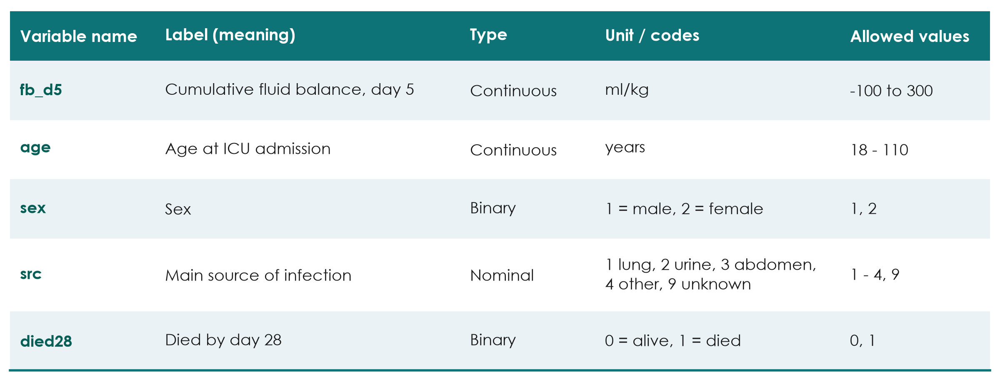 Variable name Label (meaning) Type Unit / codes Allowed values
fb_d5 Cumulative fluid balance, day 5 Continuous ml/kg -100 to 300
age Age at ICU admission Continuous years 18 - 110
sex Sex Binary 1 = male, 2 = female 1, 2
src Main source of infection Nominal 1 lung, 2 urine, 3 abdomen, 1 - 4, 9
4 other, 9 unknown
died28 Died by day 28 Binary 0 = alive, 1 = died 0, 1